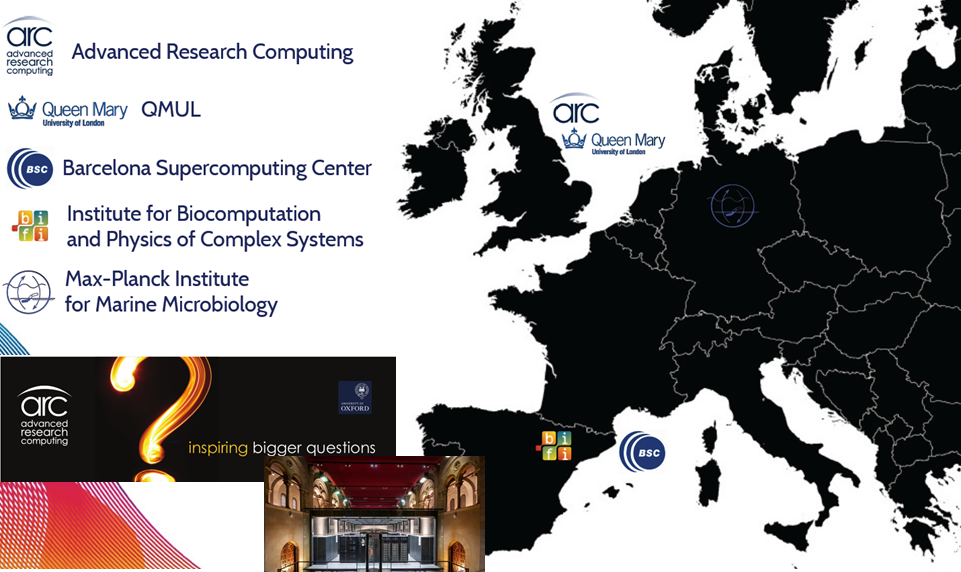 arc
advanced
research
computing
Advanced Research Computing
Queen Mary
University of London
QMUL
BSC
Barcelona Supercomputing Center
bifi
Institute for Biocomputation
and Physics of Complex Systems
Max-Planck Institute
for Marine Microbiology
arc
Queen Mary
University of London
arc
advanced
research
computing
UNIVERSITY OF
OXFORD
inspiring bigger questions
bifi
BSC